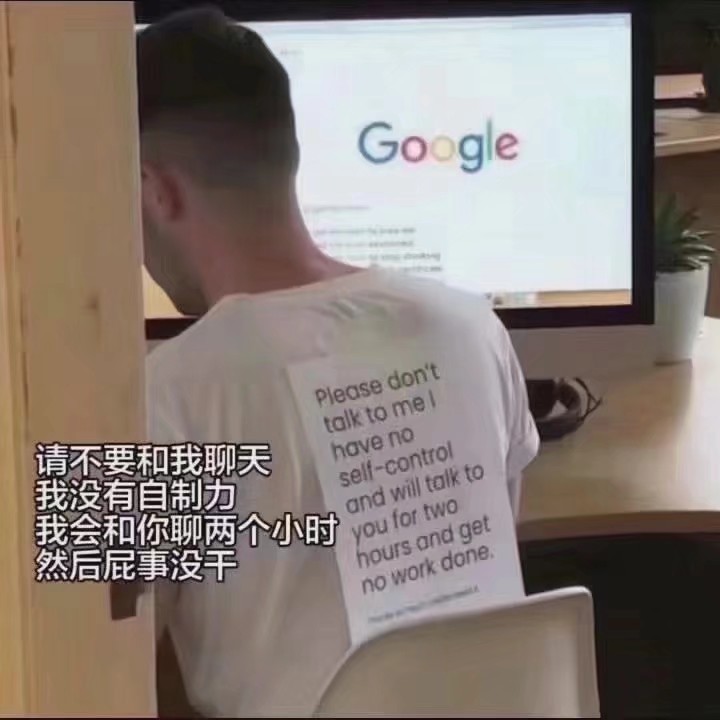 Google
Please don't
talk to me I
have no
self-control
and will talk to
you for two
hours and get
no work done.
请不要和我聊天
我没有自制力
我会和你聊两个小时
然后屁事没干